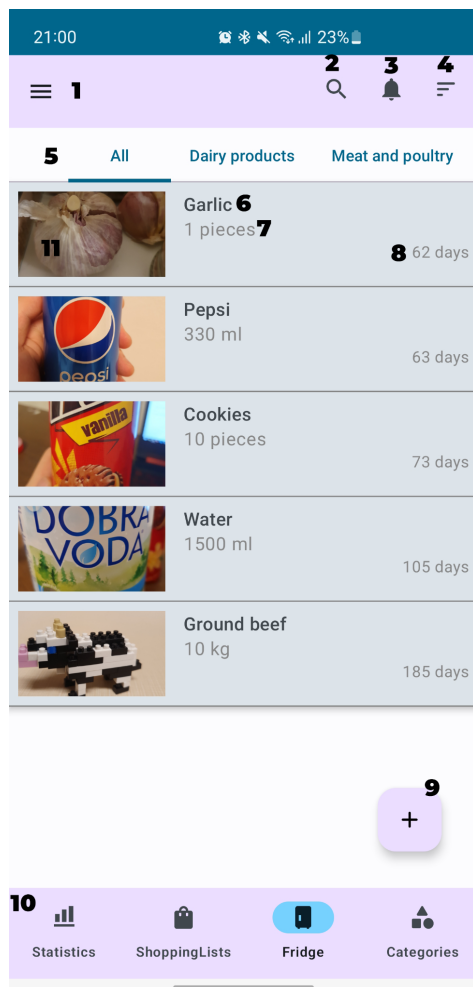 21:00 23%
2 3 4
1
5 All Dairy products Meat and poultry
Garlic 6
1 pieces 7
11
8 62 days
Pepsi
330 ml
pepsi
63 days
Cookies
10 pieces
vanilla
73 days
Water
1500 ml
DOBRÁ
VODA
105 days
Ground beef
10 kg
185 days
9
+
10
Statistics ShoppingLists Fridge Categories